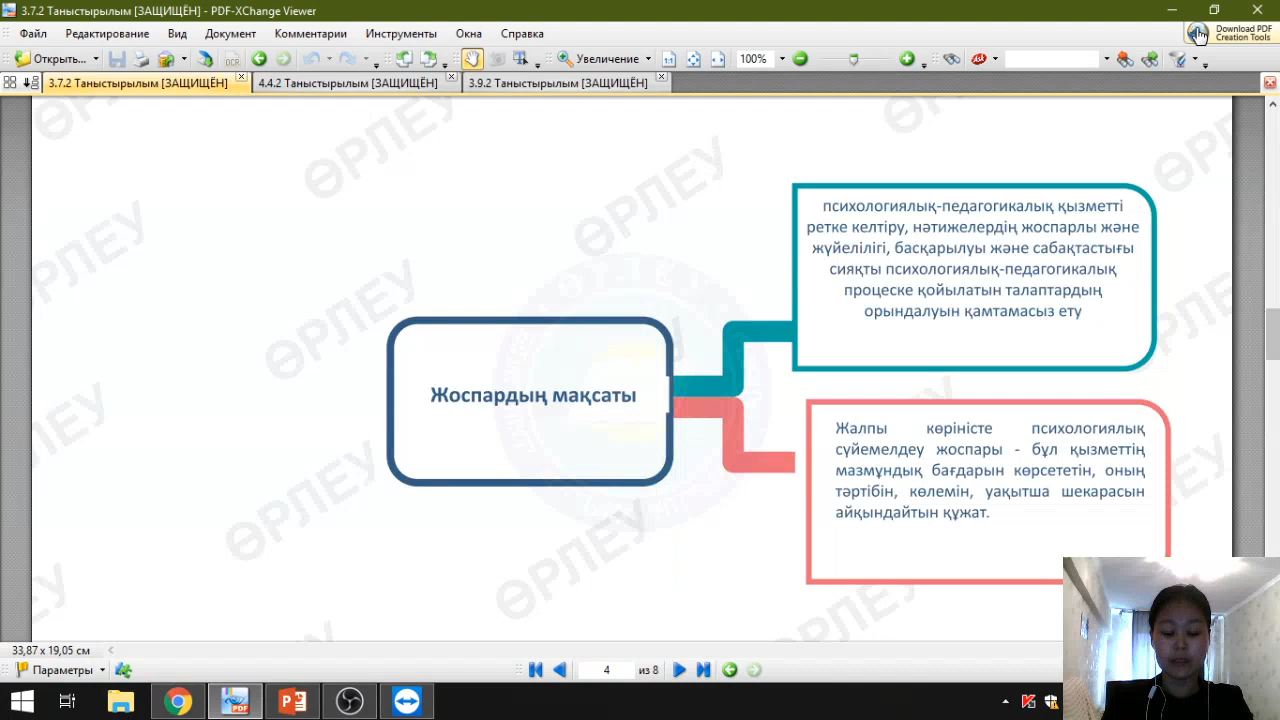 3.7.2 Таныстырылым [ЗАЩИЩЁН] - PDF-XChange Viewer
Файл Редактирование Вид Документ Комментарии Инструменты Окна Справка
Download PDF
Creation Tools
Открыть... OCR Увеличение 100%
3.7.2 Таныстырылым [ЗАЩИЩЁН] 4.4.2 Таныстырылым [ЗАЩИЩЁН] 3.9.2 Таныстырылым [ЗАЩИЩЁН]
ӨРЛЕУ
психологиялық-педагогикалық қызметті
ретке келтіру, нәтижелердің жоспарлы және
жүйелілігі, басқарылуы және сабақтастығы
сияқты психологиялық-педагогикалық
процеске қойылатын талаптардың
орындалуын қамтамасыз ету
Жоспардың мақсаты
Жалпы көріністе психологиялық
сүйемелдеу жоспары - бұл қызметтің
мазмұндық бағдарын көрсететін, оның
тәртібін, көлемін, уақытша шекарасын
айқындайтын құжат.
33,87 x 19,05 см
Параметры 4 из 8